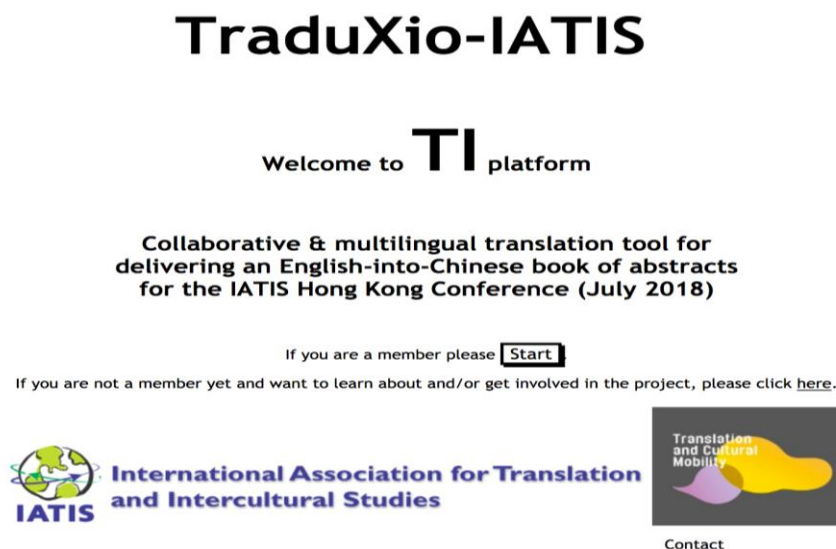 TraduXio-IATIS
Welcome to TI platform
Collaborative & multilingual translation tool for
delivering an English-into-Chinese book of abstracts
for the IATIS Hong Kong Conference (July 2018)
If you are a member please Start.
If you are not a member yet and want to learn about and/or get involved in the project, please click here.
IATIS
International Association for Translation
and Intercultural Studies
Translation
and Cultural
Mobility
Contact